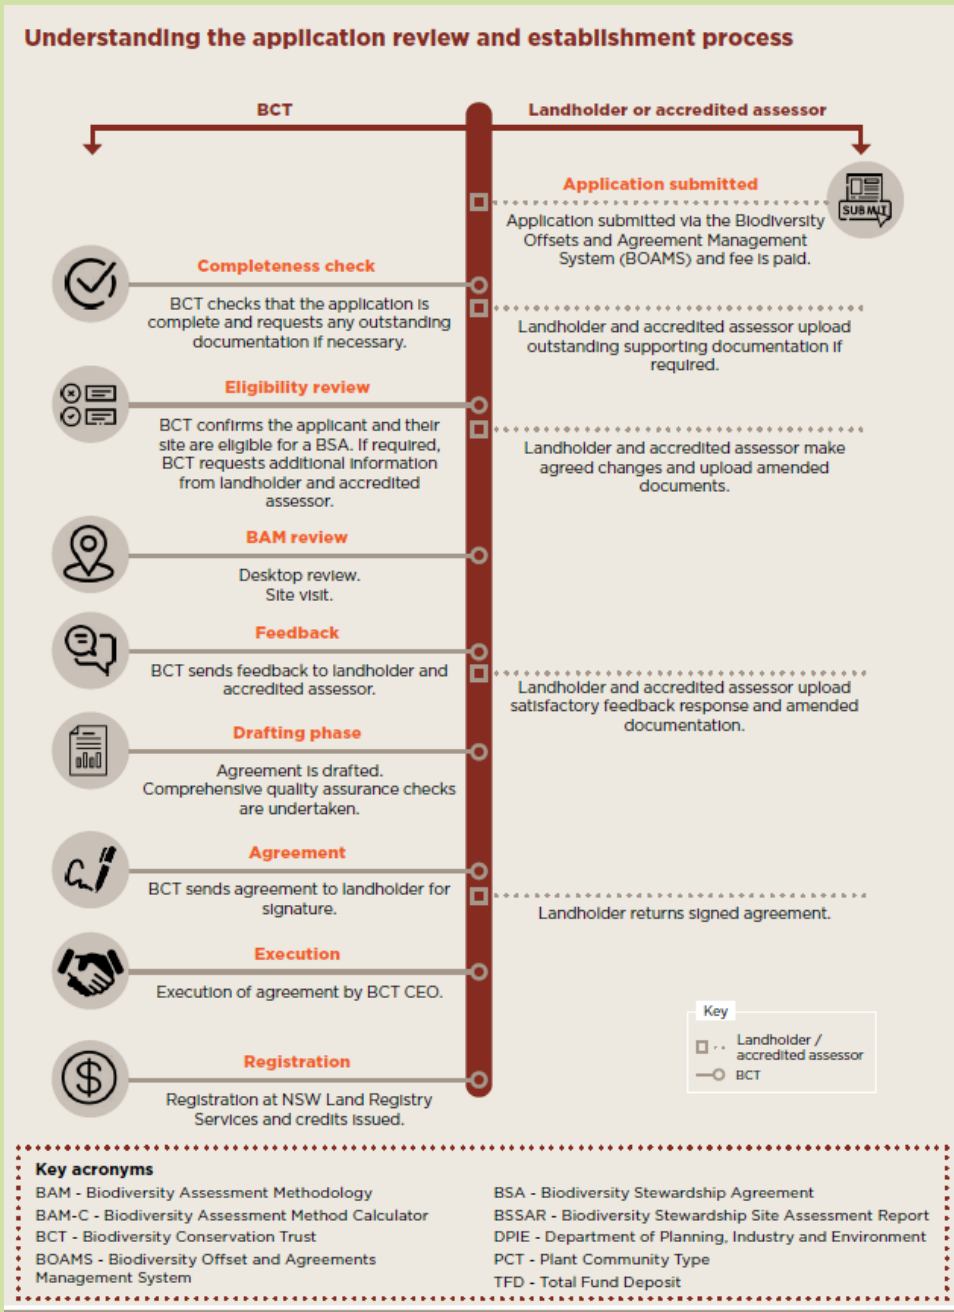 Understanding the application review and establishment process
BCT
Landholder or accredited assessor
Application submitted
SUBMIT
Application submitted via the Biodiversity
Offsets and Agreement Management
System (BOAMS) and fee is paid.
Completeness check
BCT checks that the application is
complete and requests any outstanding
documentation if necessary.
Landholder and accredited assessor upload
outstanding supporting documentation if
required.
Eligibility review
BCT confirms the applicant and their
site are eligible for a BSA. If required,
BCT requests additional information
from landholder and accredited
assessor.
Landholder and accredited assessor make
agreed changes and upload amended
documents.
BAM review
Desktop review.
Site visit.
Feedback
BCT sends feedback to landholder and
accredited assessor.
Landholder and accredited assessor upload
satisfactory feedback response and amended
documentation.
Drafting phase
Agreement is drafted.
Comprehensive quality assurance checks
are undertaken.
Agreement
BCT sends agreement to landholder for
signature.
Landholder returns signed agreement.
Execution
Execution of agreement by BCT CEO.
Key
Landholder /
accredited assessor
BCT
Registration
Registration at NSW Land Registry
Services and credits issued.
Key acronyms
BAM - Biodiversity Assessment Methodology
BAM-C - Biodiversity Assessment Method Calculator
BCT - Biodiversity Conservation Trust
BOAMS - Biodiversity Offset and Agreements
Management System
BSA - Biodiversity Stewardship Agreement
BSSAR - Biodiversity Stewardship Site Assessment Report
DPIE - Department of Planning, Industry and Environment
PCT - Plant Community Type
TFD - Total Fund Deposit